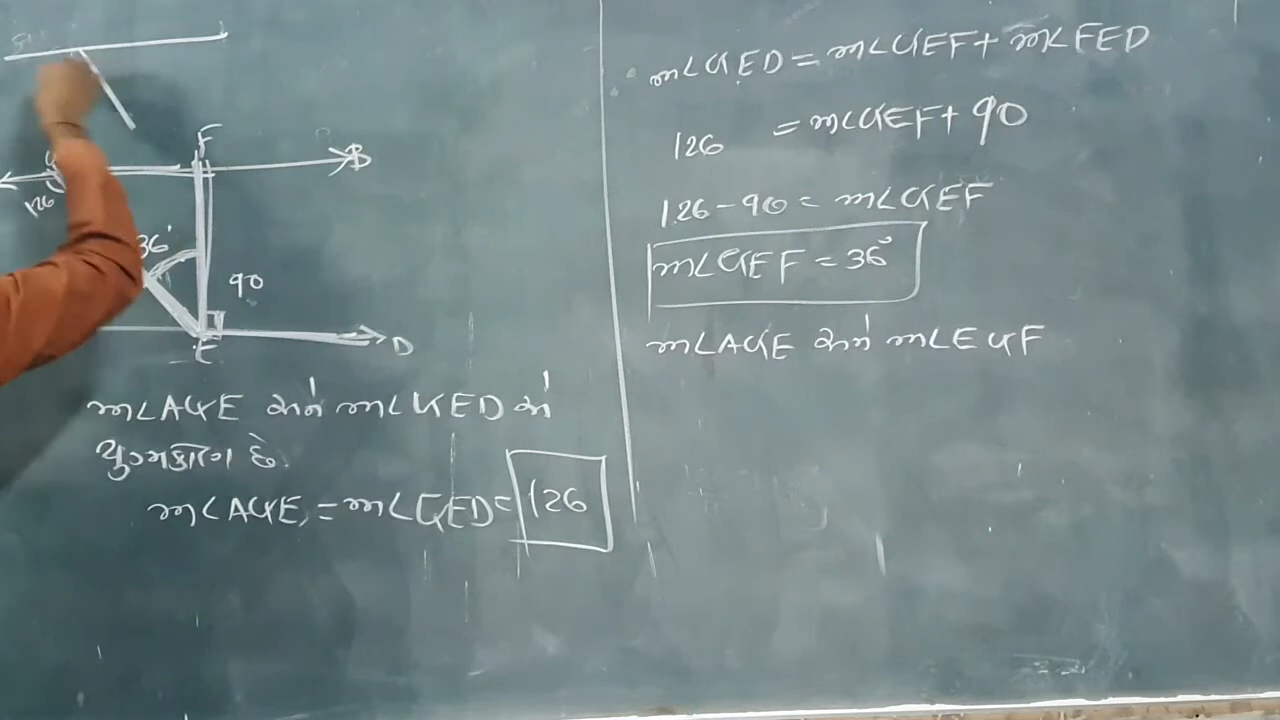 F
B
126
36°
90
E
D
m∠AGE અને m∠GED એ
યુગ્મકોણ છે.
m∠AGE = m∠GED = 126
m∠GED = m∠GEF + m∠FED
126 = m∠GEF + 90
126 - 90 = m∠GEF
m∠GEF = 36°
m∠AGE અને m∠EGF